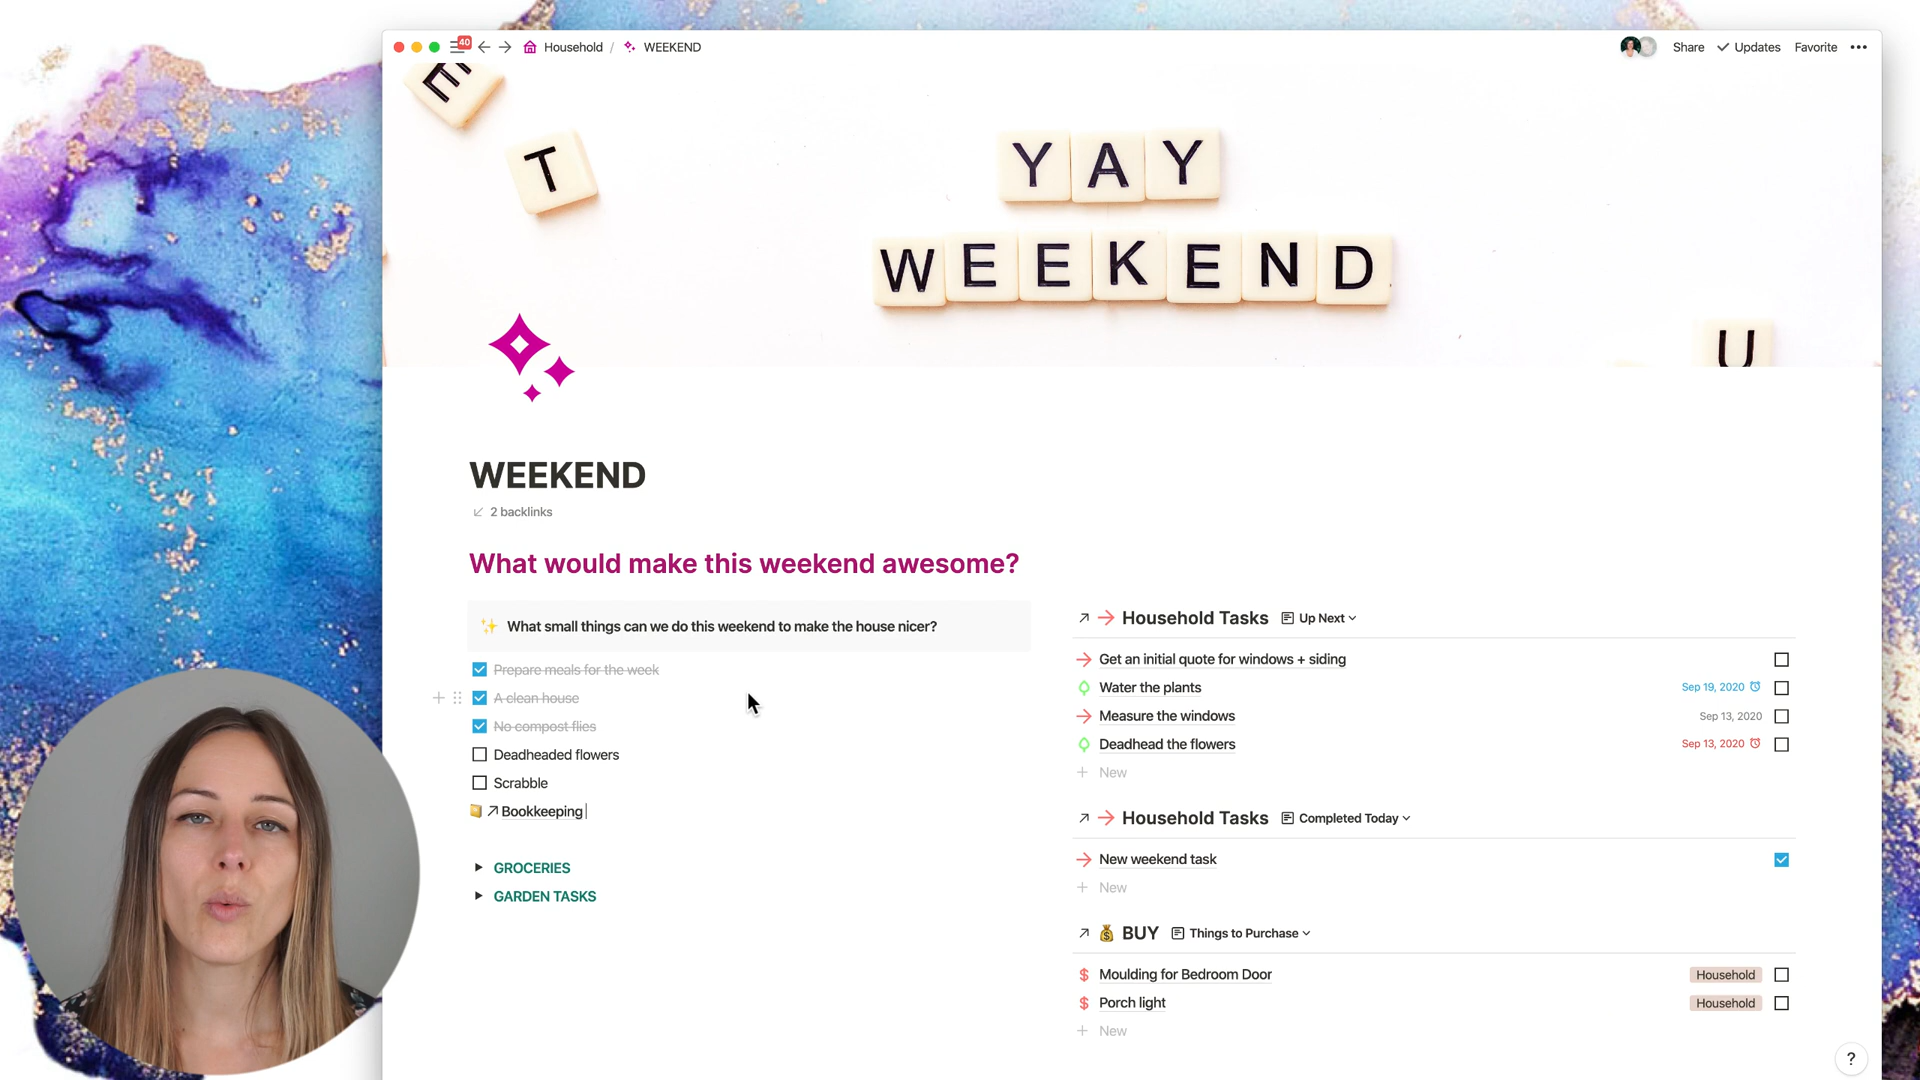 40
Household / WEEKEND
Share Updates Favorite •••
E
T
YAY
WEEKEND
U
WEEKEND
2 backlinks
What would make this weekend awesome?
What small things can we do this weekend to make the house nicer?
Prepare meals for the week
A clean house
No compost flies
Deadheaded flowers
Scrabble
Bookkeeping
GROCERIES
GARDEN TASKS
Household Tasks Up Next
Get an initial quote for windows + siding
Water the plants Sep 19, 2020
Measure the windows Sep 13, 2020
Deadhead the flowers Sep 13, 2020
+ New
Household Tasks Completed Today
New weekend task
+ New
BUY Things to Purchase
$ Moulding for Bedroom Door Household
$ Porch light Household
+ New
?